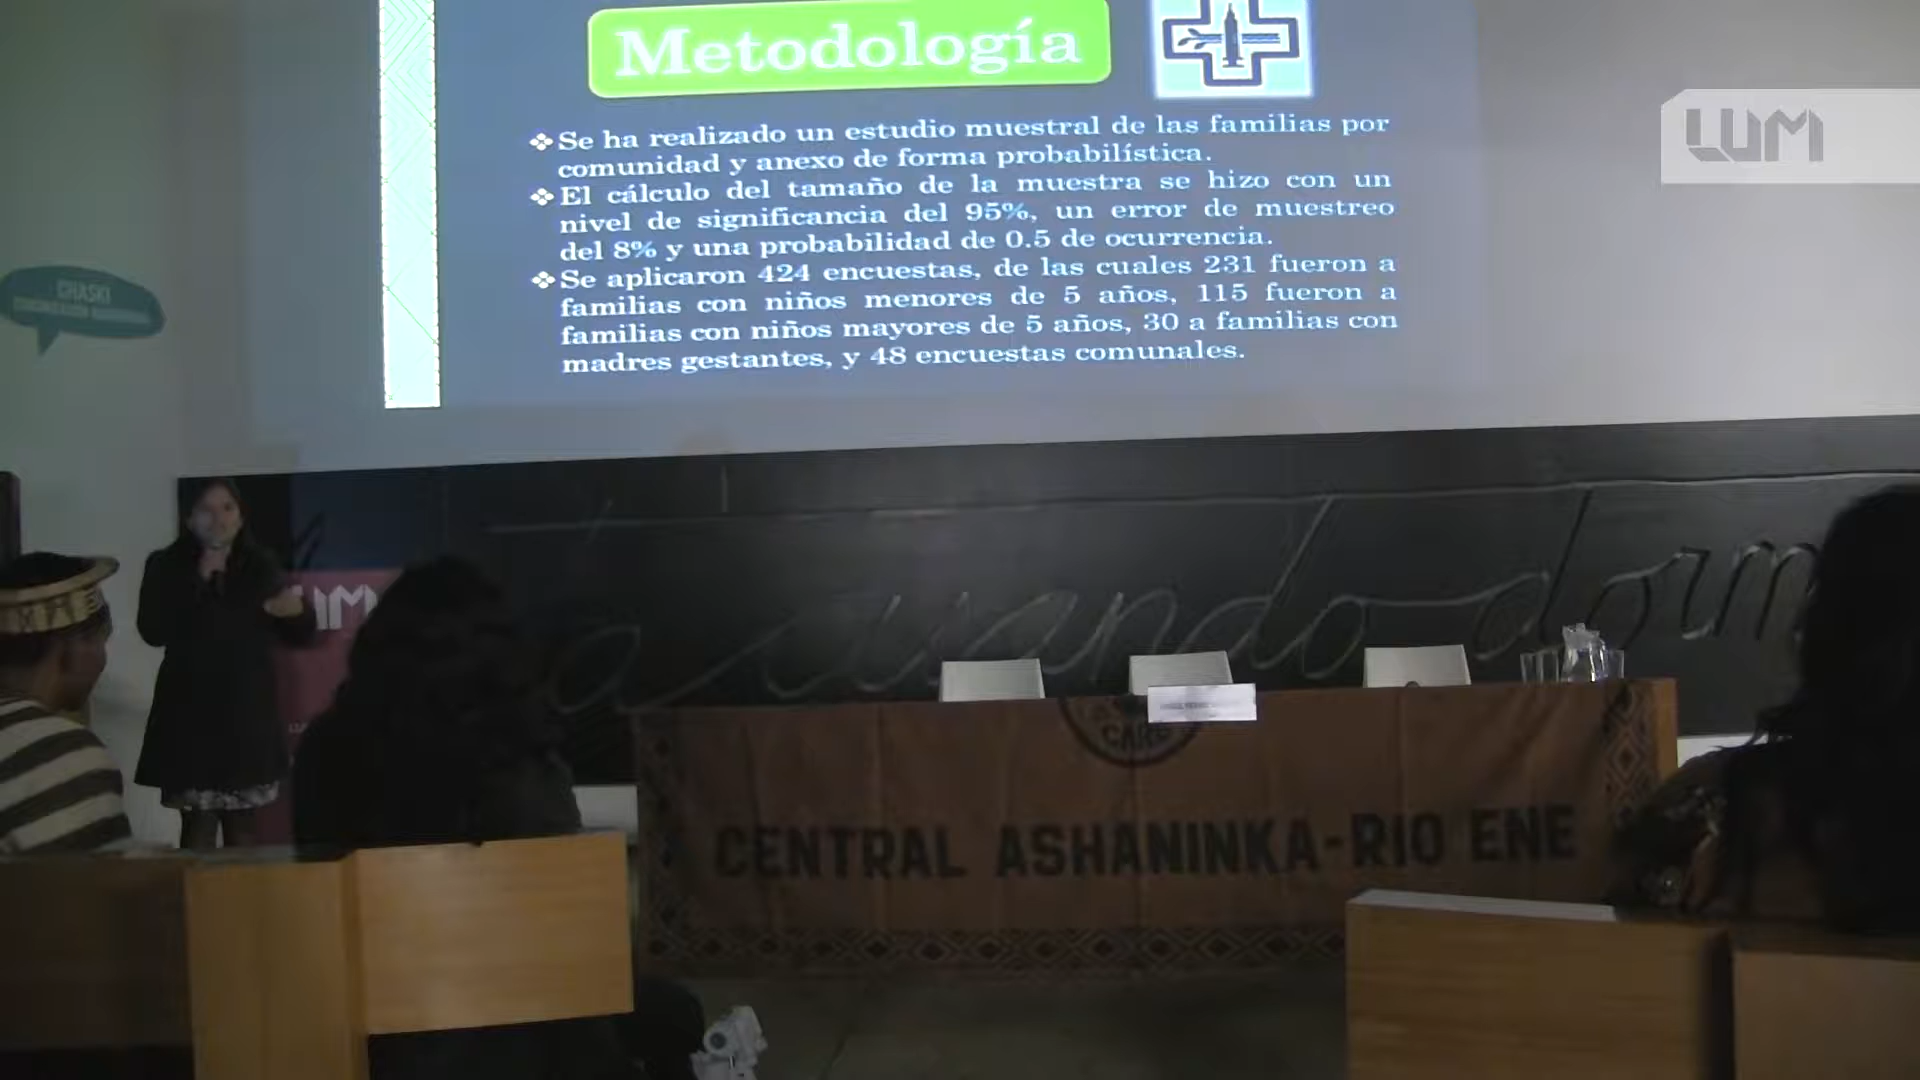 Metodología
LUM
❖ Se ha realizado un estudio muestral de las familias por
comunidad y anexo de forma probabilística.
❖ El cálculo del tamaño de la muestra se hizo con un
nivel de significancia del 95%, un error de muestreo
del 8% y una probabilidad de 0.5 de ocurrencia.
❖ Se aplicaron 424 encuestas, de las cuales 231 fueron a
familias con niños menores de 5 años, 115 fueron a
familias con niños mayores de 5 años, 30 a familias con
madres gestantes, y 48 encuestas comunales.
CHASKI
cuando dorm
CARE
CENTRAL ASHANINKA-RIO ENE